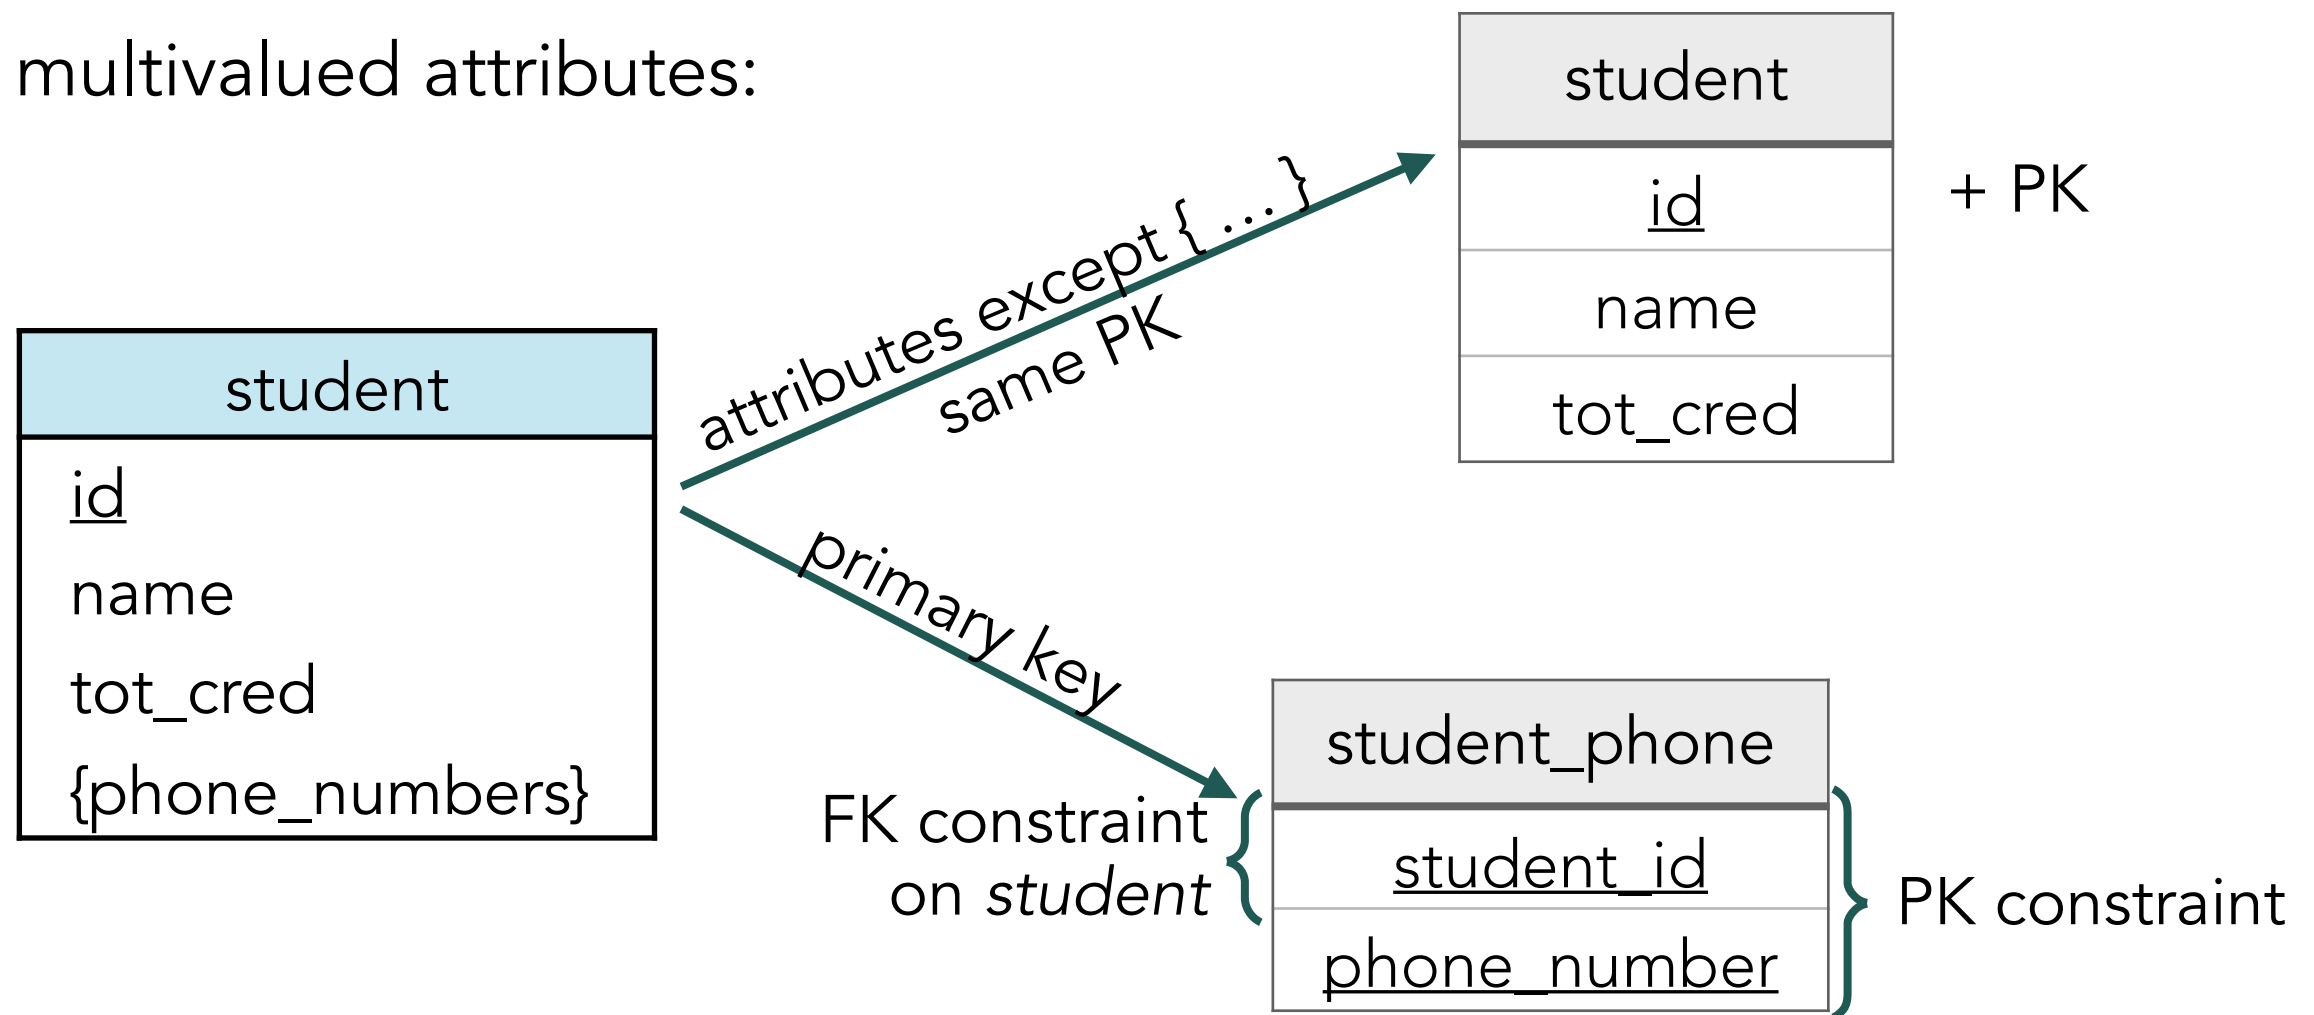 multivalued attributes:
student
id
name
tot_cred
{phone_numbers}
attributes except { … }
same PK
primary key
student
id
name
tot_cred
+ PK
FK constraint
on student
student_phone
student_id
phone_number
PK constraint